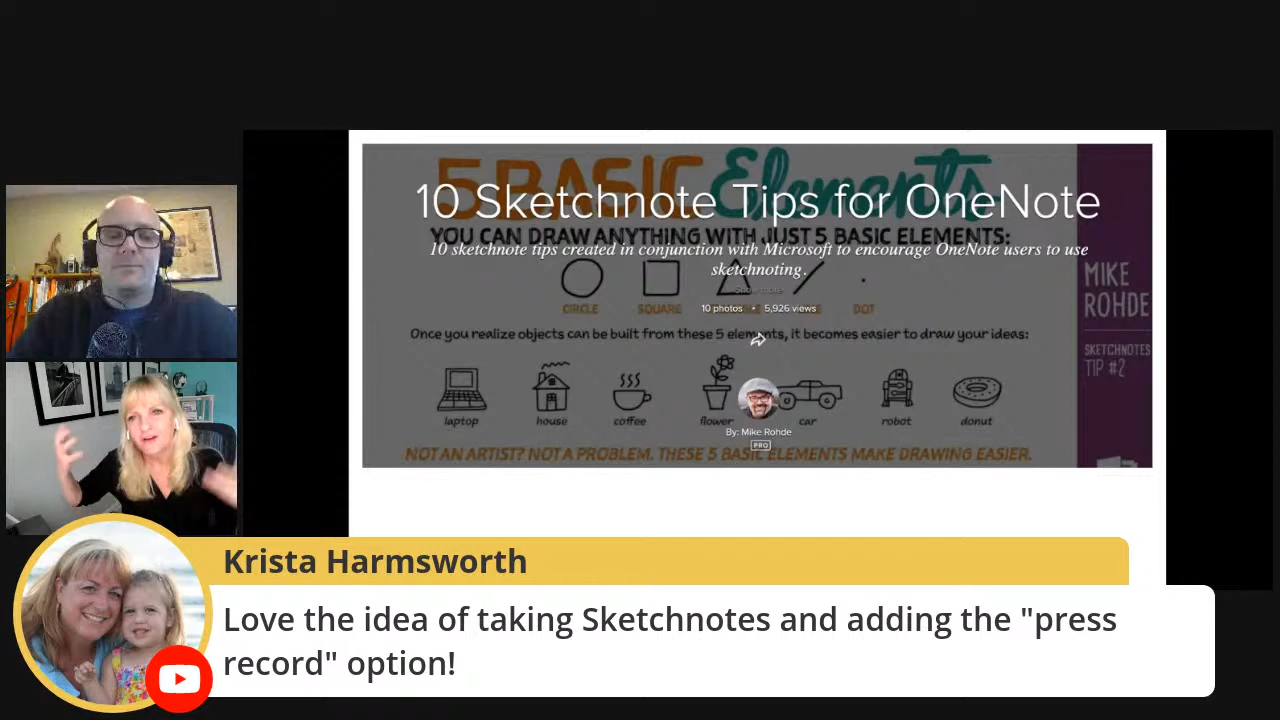 5 BASIC Elements
10 Sketchnote Tips for OneNote
YOU CAN DRAW ANYTHING WITH JUST 5 BASIC ELEMENTS:
10 sketchnote tips created in conjunction with Microsoft to encourage OneNote users to use
sketchnoting.
Show more
10 photos • 5,926 views
CIRCLE SQUARE DOT
MIKE
ROHDE
Once you realize objects can be built from these 5 elements, it becomes easier to draw your ideas:
SKETCHNOTES
TIP #2
laptop house coffee flower car robot donut
By: Mike Rohde
PRO
NOT AN ARTIST? NOT A PROBLEM. THESE 5 BASIC ELEMENTS MAKE DRAWING EASIER.
Krista Harmsworth
Love the idea of taking Sketchnotes and adding the "press
record" option!